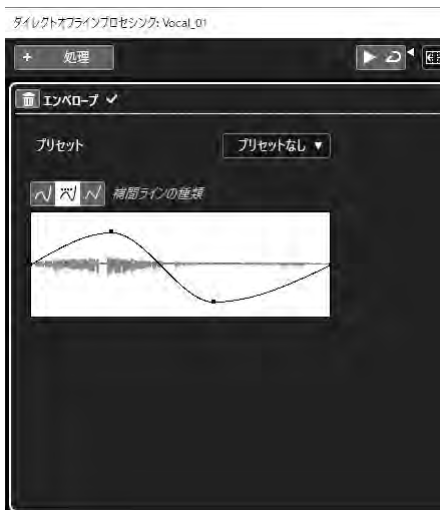 ダイレクトオフラインプロセシング: Vocal_01
+ 処理
エンベロープ
プリセット
プリセットなし
補間ラインの種類